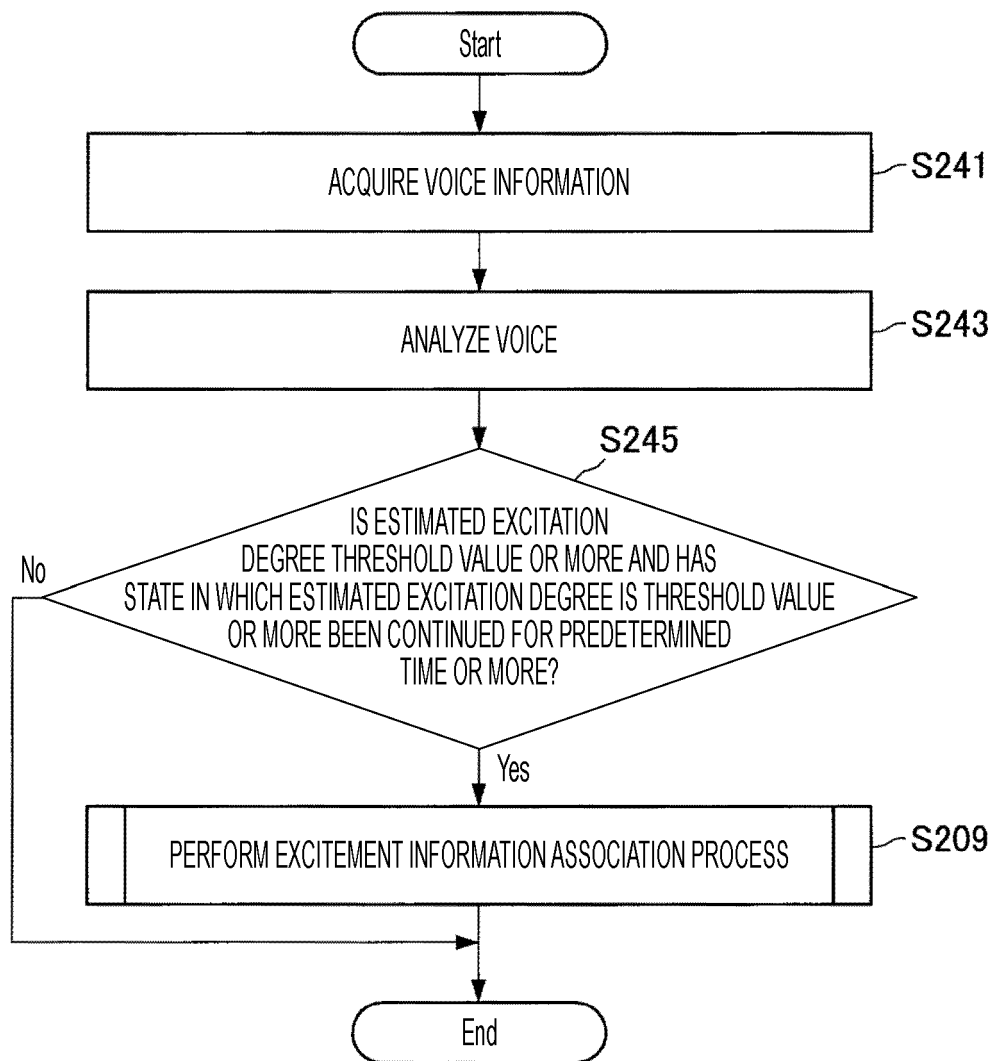 Start
ACQUIRE VOICE INFORMATION
S241
ANALYZE VOICE
S243
S245
IS ESTIMATED EXCITATION
DEGREE THRESHOLD VALUE OR MORE AND HAS
STATE IN WHICH ESTIMATED EXCITATION DEGREE IS THRESHOLD VALUE
OR MORE BEEN CONTINUED FOR PREDETERMINED
TIME OR MORE?
No
Yes
PERFORM EXCITEMENT INFORMATION ASSOCIATION PROCESS
S209
End